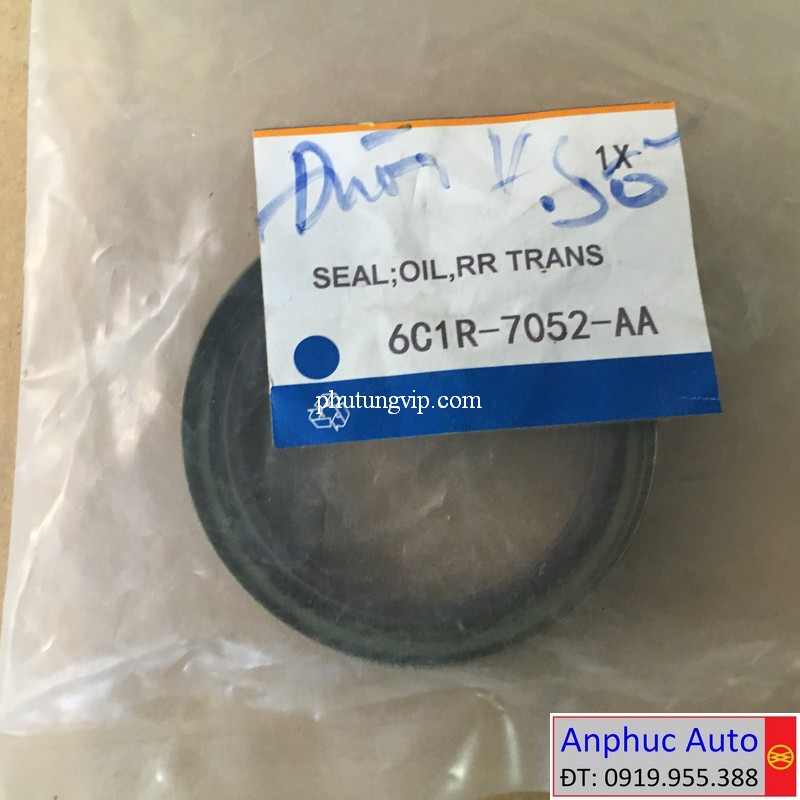 1X
SEAL;OIL,RR TRANS
6C1R-7052-AA
phutungvip.com
Anphuc Auto
ĐT: 0919.955.388